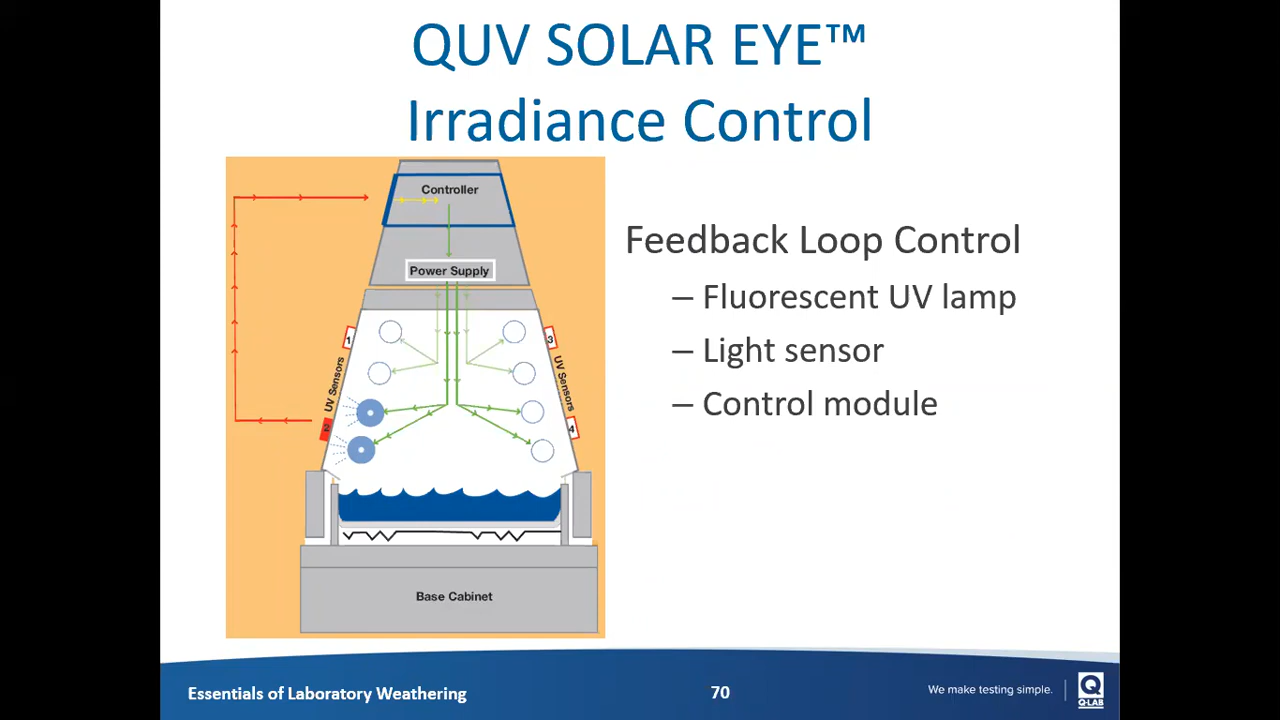 QUV SOLAR EYE™
Irradiance Control
Controller
Power Supply
1
3
UV Sensors
UV Sensors
2
4
Base Cabinet
Feedback Loop Control
– Fluorescent UV lamp
– Light sensor
– Control module
Essentials of Laboratory Weathering
70
We make testing simple.
Q
Q-LAB